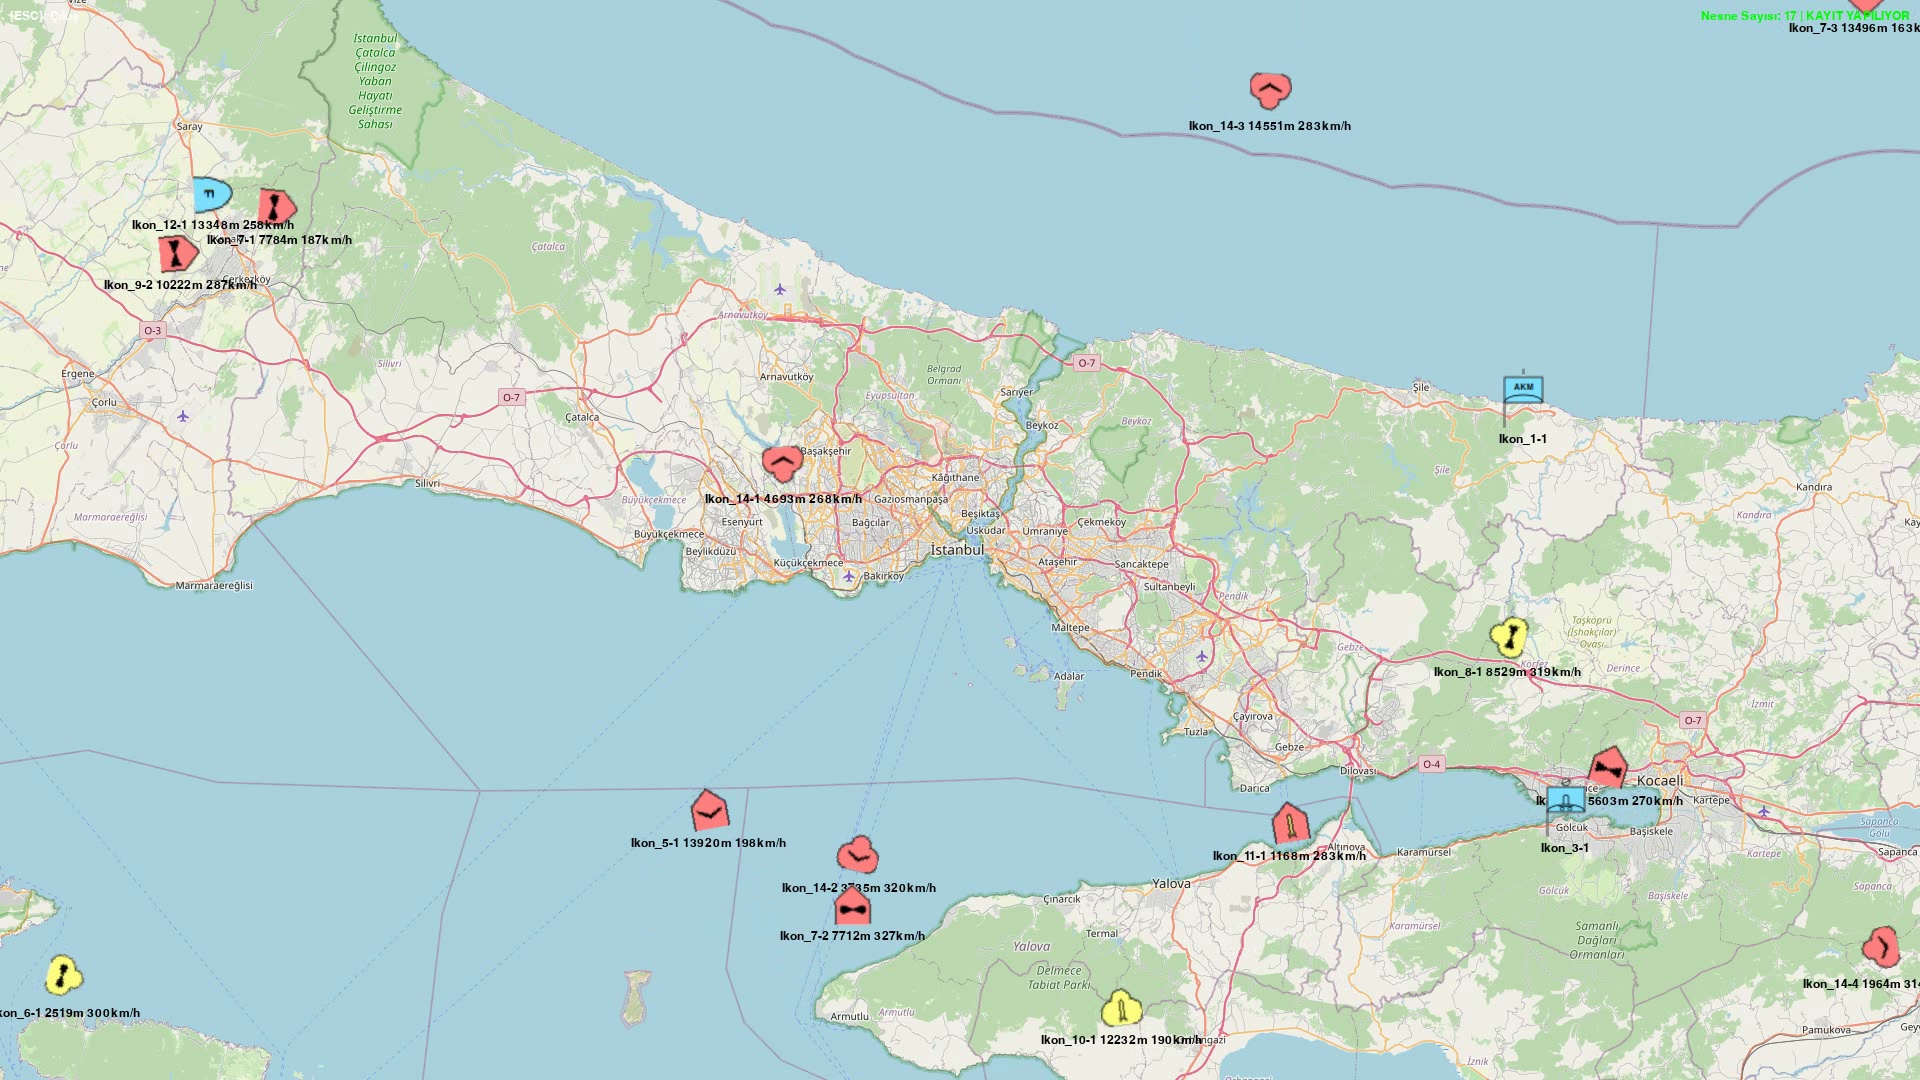 [ESC]: Çıkış
Nesne Sayısı: 17 | KAYIT YAPILIYOR
Ikon_7-3 13496m 163k
Vize
İstanbul
Çatalca
Çilingoz
Yaban
Hayatı
Geliştirme
Sahası
Saray
Ikon_14-3 14551m 283km/h
Ikon_12-1 13348m 258km/h
Ikon_7-1 7784m 187km/h
Çatalca
Ikon_9-2 10222m 287km/h
Çerkezköy
O-3
Arnavutköy
O-7
Ergene
Silivri
Arnavutköy
Belgrad
Ormanı
Eyüpsultan
Sarıyer
Şile
AKM
Çorlu
O-7
Çatalca
Beykoz
Beykoz
Ikon_1-1
Çorlu
Başakşehir
Şile
Silivri
Kâğıthane
Kandıra
Büyükçekmece
Ikon_14-1 4693m 268km/h
Gaziosmanpaşa
Marmaraereğlisi
Esenyurt
Bağcılar
Beşiktaş
Çekmeköy
Kandıra
Büyükçekmece
Üsküdar
Ümraniye
Beylikdüzü
İstanbul
Küçükçekmece
Ataşehir
Sancaktepe
Bakırköy
Marmaraereğlisi
Sultanbeyli
Pendik
Maltepe
Taşköprü
(İshakçılar)
Ovası
Gebze
Körfez
Derince
Ikon_8-1 8529m 319km/h
Adalar
Pendik
İzmit
Çayırova
O-7
Tuzla
Gebze
Dilovası
O-4
Kocaeli
Darıca
5603m 270km/h
Kartepe
Sapanca
Gölü
Gölcük
Başiskele
Ikon_5-1 13920m 198km/h
Altınova
Ikon_3-1
Ikon_11-1 1168m 283km/h
Karamürsel
Kartepe
Sapanca
Yalova
Ikon_14-2 3735m 320km/h
Çınarcık
Gölcük
Başiskele
Sapanca
Ikon_7-2 7712m 327km/h
Termal
Karamürsel
Samanlı
Dağları
Ormanları
Yalova
Delmece
Tabiat Parkı
Ikon_14-4 1964m 314
kon_6-1 2519m 300km/h
Armutlu
Armutlu
Ikon_10-1 12232m 190km/h
Pamukova
İznik